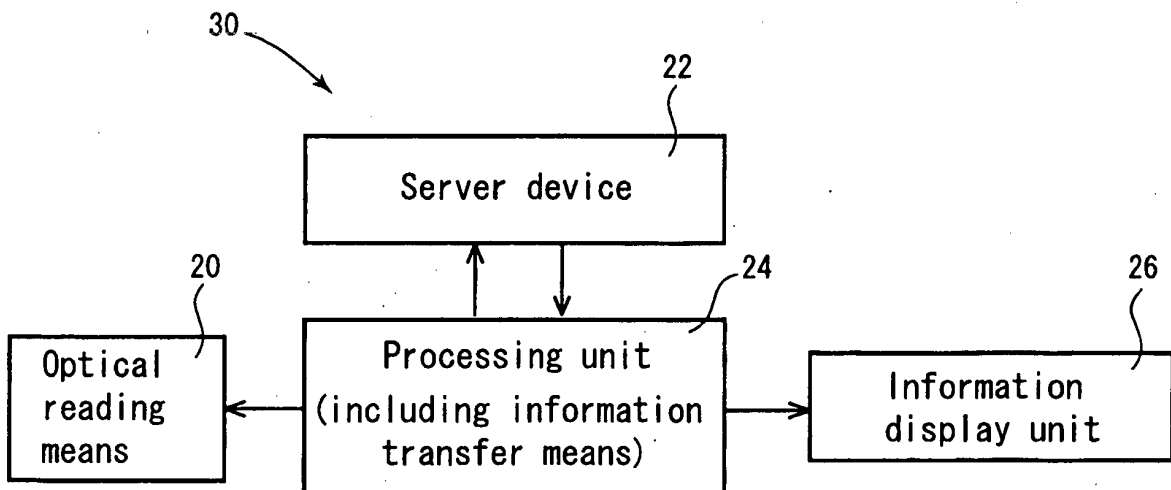 30
22
Server device
20
24
26
Optical
reading
means
Processing unit
(including information
transfer means)
Information
display unit